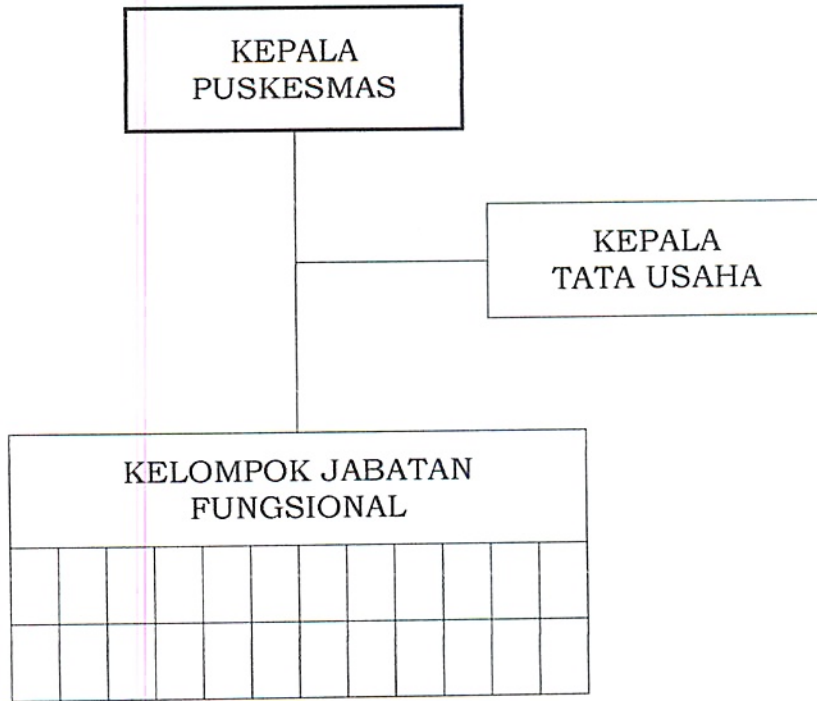 KEPALA
PUSKESMAS
KEPALA
TATA USAHA
KELOMPOK JABATAN
FUNGSIONAL